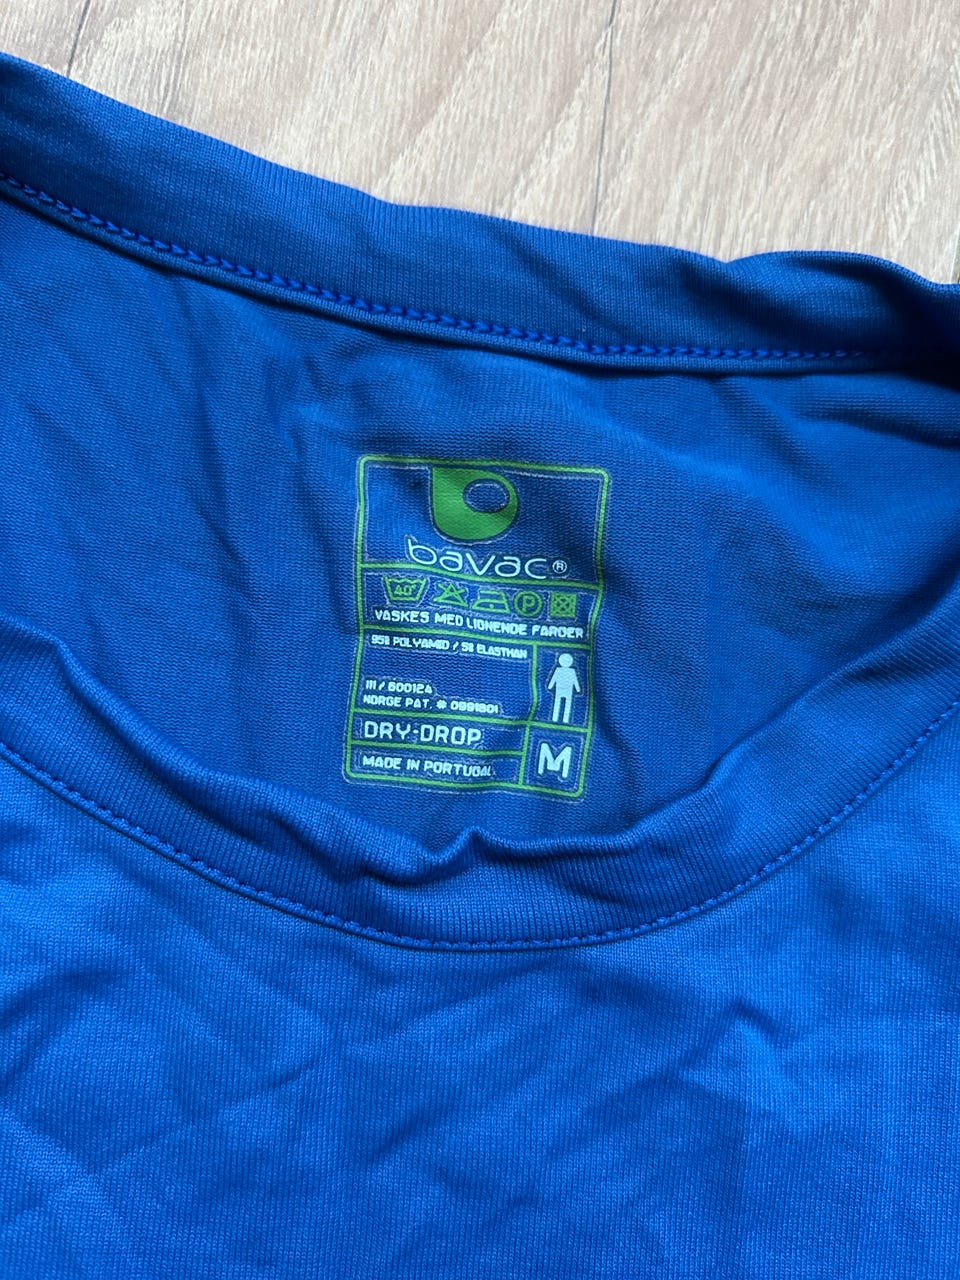 bavac®
40°
P
VASKES MED LIGNENDE FARGER
95% POLYAMID / 5% ELASTHAN
111 / 600124
NORGE PAT. # 0991801
DRY-DROP
M
MADE IN PORTUGAL